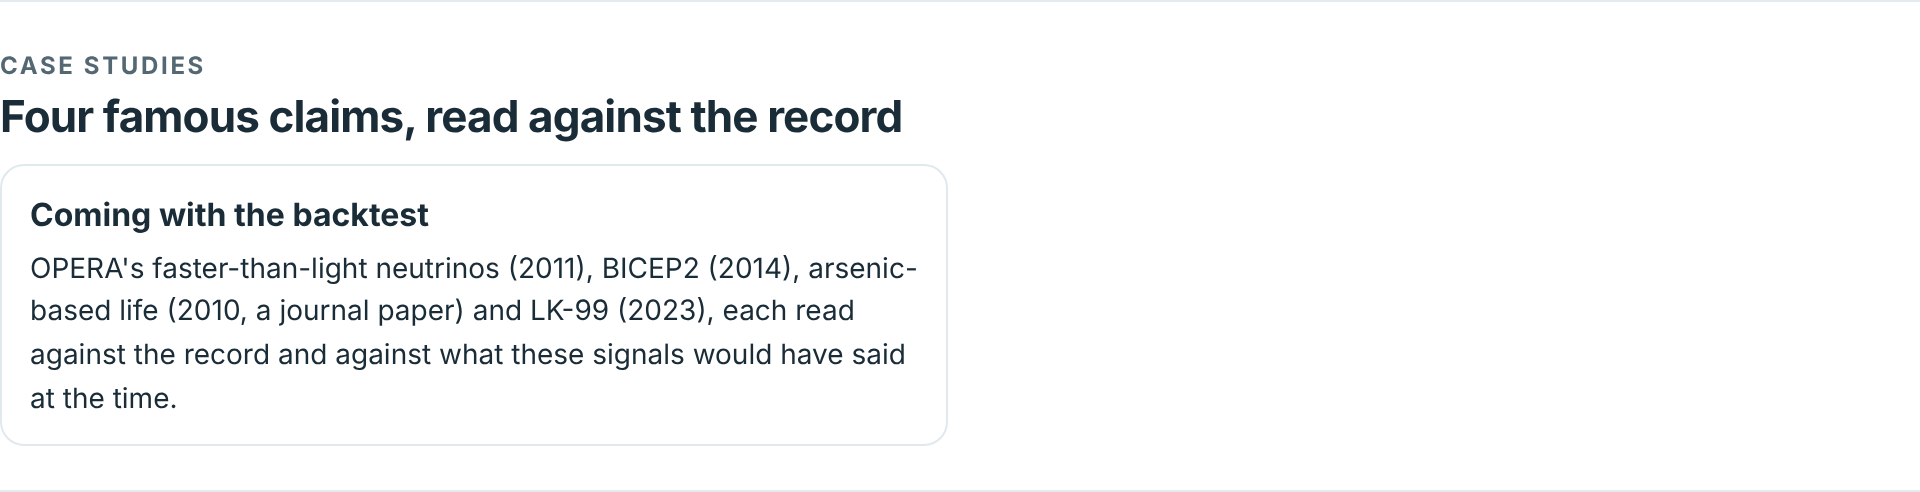 CASE STUDIES
Four famous claims, read against the record
Coming with the backtest
OPERA's faster-than-light neutrinos (2011), BICEP2 (2014), arsenic-
based life (2010, a journal paper) and LK-99 (2023), each read
against the record and against what these signals would have said
at the time.